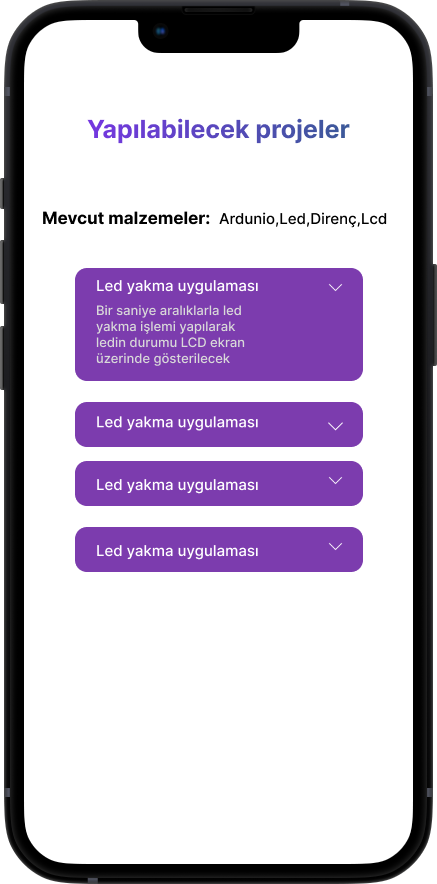 Yapılabilecek projeler
Mevcut malzemeler: Ardunio,Led,Direnç,Lcd
Led yakma uygulaması
Bir saniye aralıklarla led
yakma işlemi yapılarak
ledin durumu LCD ekran
üzerinde gösterilecek
Led yakma uygulaması
Led yakma uygulaması
Led yakma uygulaması